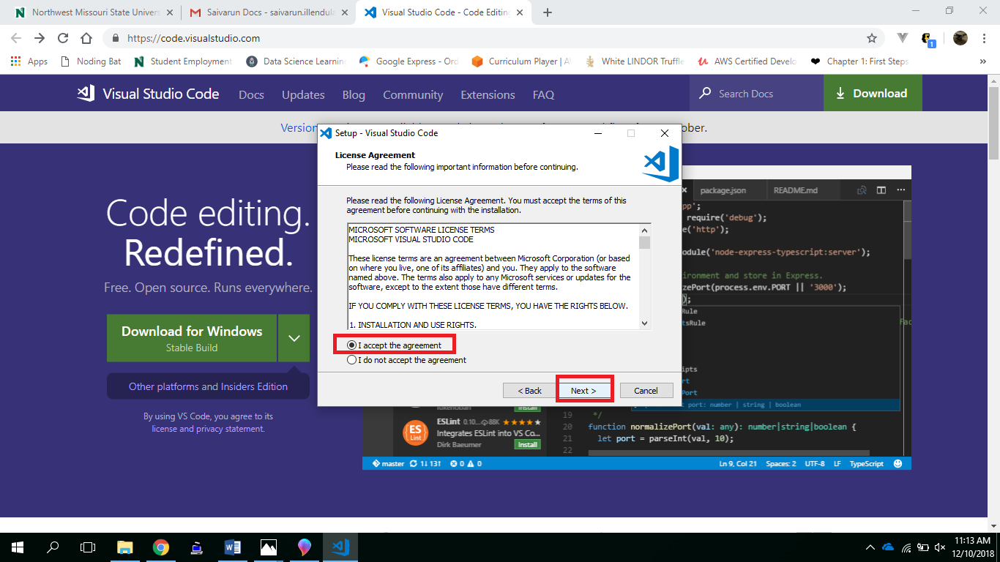 Northwest Missouri State Univers
Saivarun Docs - saivarun.illendula
Visual Studio Code - Code Editing
https://code.visualstudio.com
1
Apps
Noding Bat
Student Employment
Data Science Learning
Google Express - Ord
Curriculum Player | A
White LINDOR Truffle
AWS Certified Develo
Chapter 1: First Steps
»
Visual Studio Code
Docs
Updates
Blog
Community
Extensions
FAQ
Search Docs
Download
Version
ober.
Setup - Visual Studio Code
License Agreement
Please read the following important information before continuing.
Please read the following License Agreement. You must accept the terms of this
agreement before continuing with the installation.
MICROSOFT SOFTWARE LICENSE TERMS
MICROSOFT VISUAL STUDIO CODE
These license terms are an agreement between Microsoft Corporation (or based
on where you live, one of its affiliates) and you. They apply to the software
named above. The terms also apply to any Microsoft services or updates for the
software, except to the extent those have different terms.
IF YOU COMPLY WITH THESE LICENSE TERMS, YOU HAVE THE RIGHTS BELOW.
1. INSTALLATION AND USE RIGHTS.
I accept the agreement
I do not accept the agreement
< Back
Next >
Cancel
Code editing.
Redefined.
Free. Open source. Runs everywhere.
Download for Windows
Stable Build
Other platforms and Insiders Edition
By using VS Code, you agree to its
license and privacy statement.
package.json
README.md
pp';
require('debug');
e('http');
odule('node-express-typescript:server');
ironment and store in Express.
zePort(process.env.PORT || '3000');
);
Rule
tsRule
ipts
rt
Port
t port: number | string | boolean
Install
ESLint 0.10... 88K
Integrates ESLint into VS Co...
Dirk Baeumer
Install
ES
Lint
19 */
20 function normalizePort(val: any): number|string|boolean {
21 let port = parseInt(val, 10);
22
master
1↓ 13↑
0
0
Ln 9, Col 21
Spaces: 2
UTF-8
LF
TypeScript
11:13 AM
12/10/2018